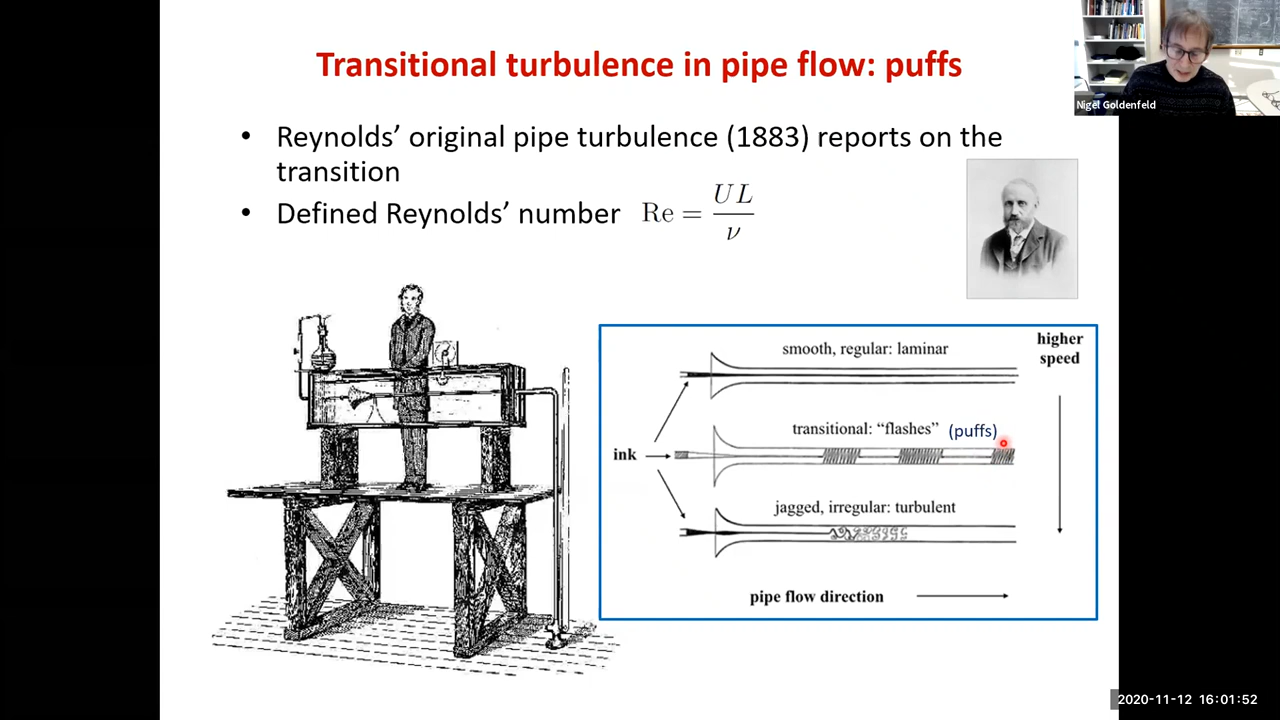 Transitional turbulence in pipe flow: puffs
Nigel Goldenfeld
• Reynolds’ original pipe turbulence (1883) reports on the
transition
• Defined Reynolds’ number Re = UL / ν
smooth, regular: laminar
higher
speed
transitional: “flashes” (puffs)
ink
jagged, irregular: turbulent
pipe flow direction
2020-11-12 16:01:52